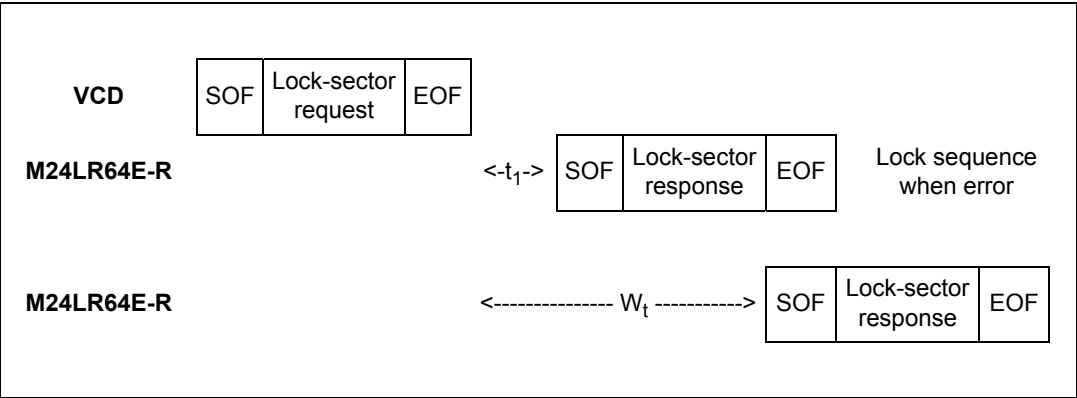 VCD SOF Lock-sector request EOF
M24LR64E-R <-t1-> SOF Lock-sector response EOF Lock sequence when error
M24LR64E-R <--------------- Wt -----------> SOF Lock-sector response EOF